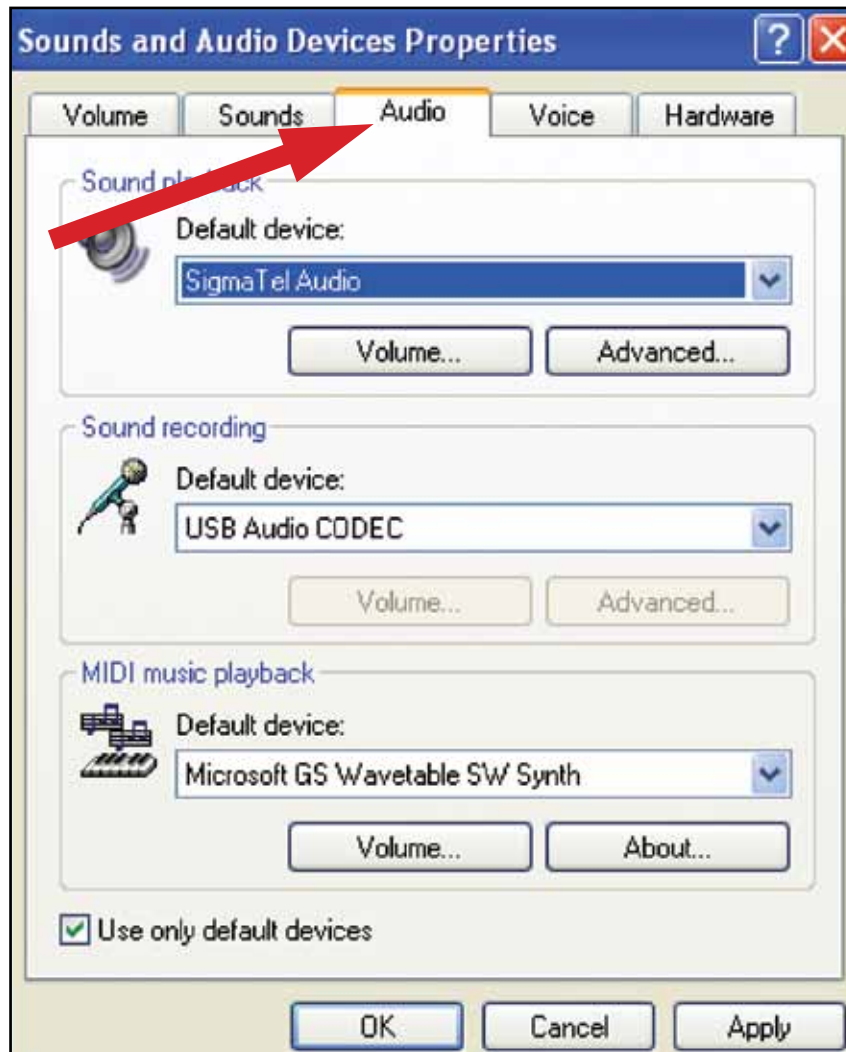 Sounds and Audio Devices Properties
Volume Sounds Audio Voice Hardware
Sound playback
Default device:
SigmaTel Audio
Volume... Advanced...
Sound recording
Default device:
USB Audio CODEC
Volume... Advanced...
MIDI music playback
Default device:
Microsoft GS Wavetable SW Synth
Volume... About...
Use only default devices
OK Cancel Apply